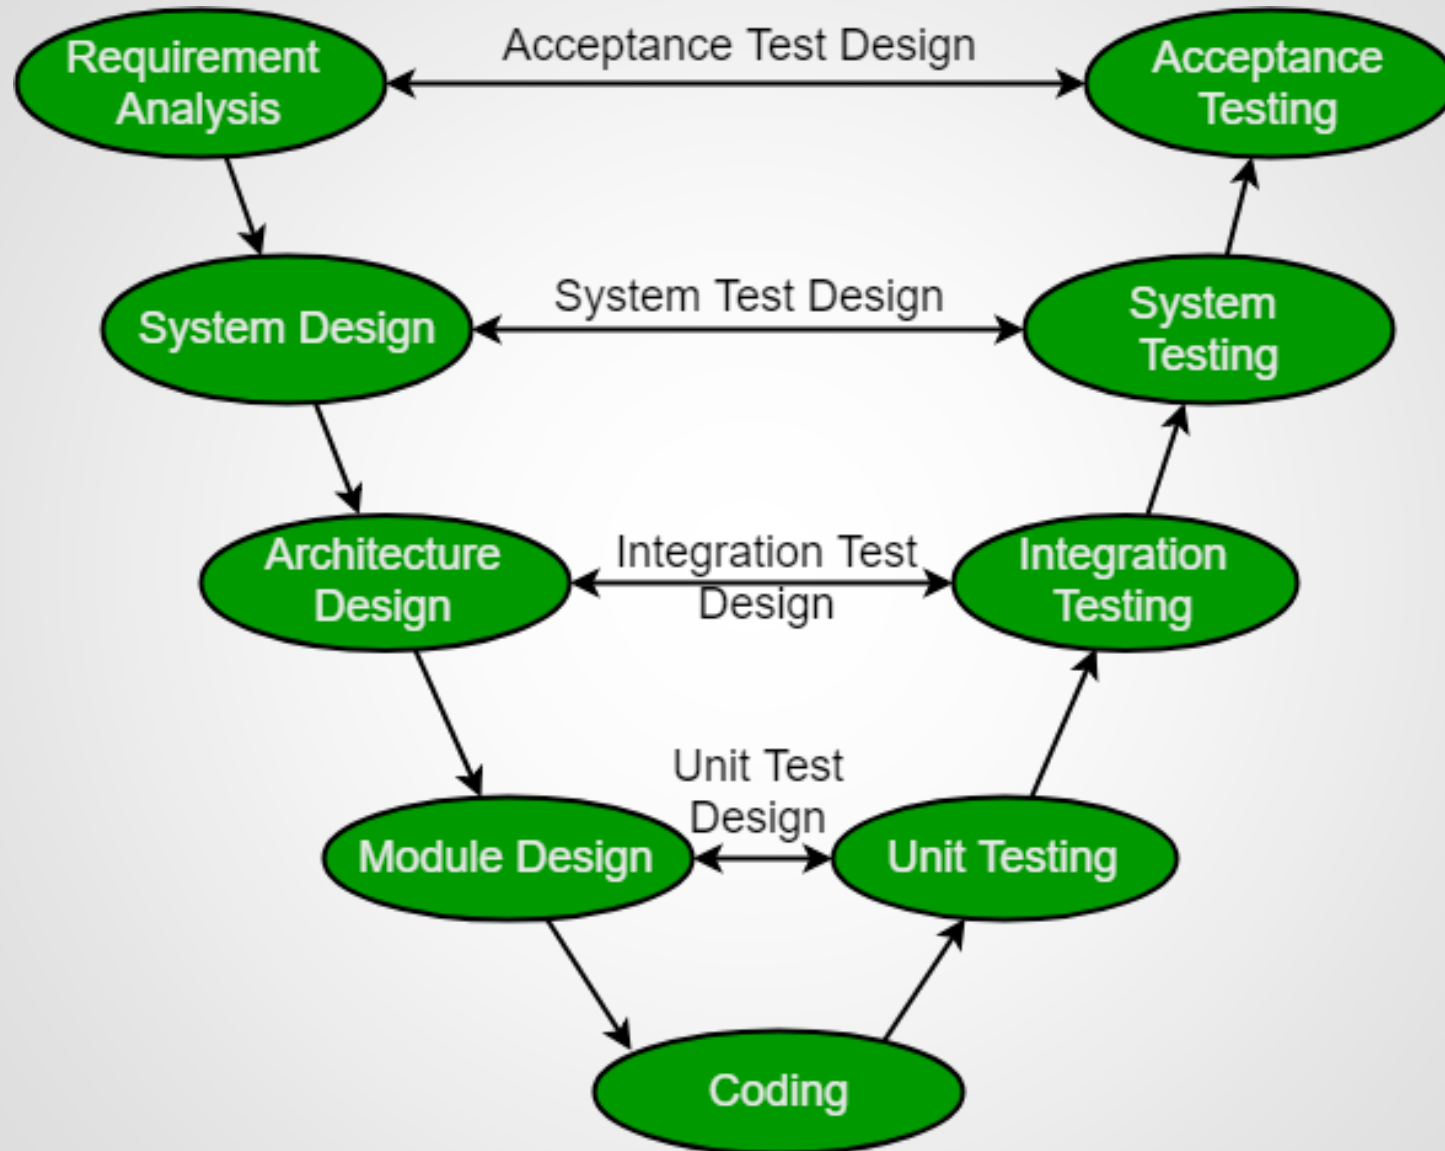 Requirement
Analysis
Acceptance Test Design
Acceptance
Testing
System Design
System Test Design
System
Testing
Architecture
Design
Integration Test
Design
Integration
Testing
Module Design
Unit Test
Design
Unit Testing
Coding